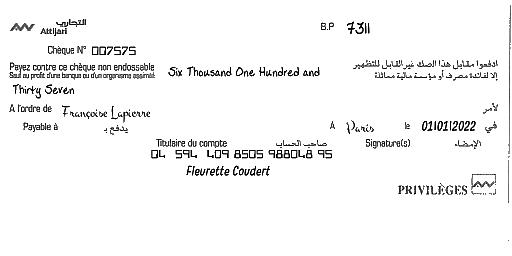 التجاري
Attijari
B.P 7311
Chèque N° 007575
Payez contre ce chèque non endossable
Seuf au profit d'une banque ou d'un organisme assimilé
Six Thousand One Hundred and
ادفعوا مقابل هذا الصك غير القابل للتظهير
إلا لفائدة مصرف أو مؤسسة مالية مماثلة
Thirty Seven
A l'ordre de Françoise Lapierre لأمر
Payable à يدفع بـ A Paris le 01/01/2022 في
Titulaire du compte صاحب الحساب Signature(s) الإمضاء
04 594 409 8505 988048 95
Fleurette Coudert
PRIVILÈGES